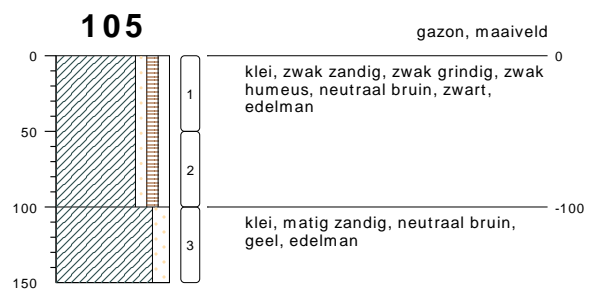 105
gazon, maaiveld
0
0
klei, zwak zandig, zwak grindig, zwak
humeus, neutraal bruin, zwart,
edelman
1
50
2
100
-100
klei, matig zandig, neutraal bruin,
geel, edelman
3
150